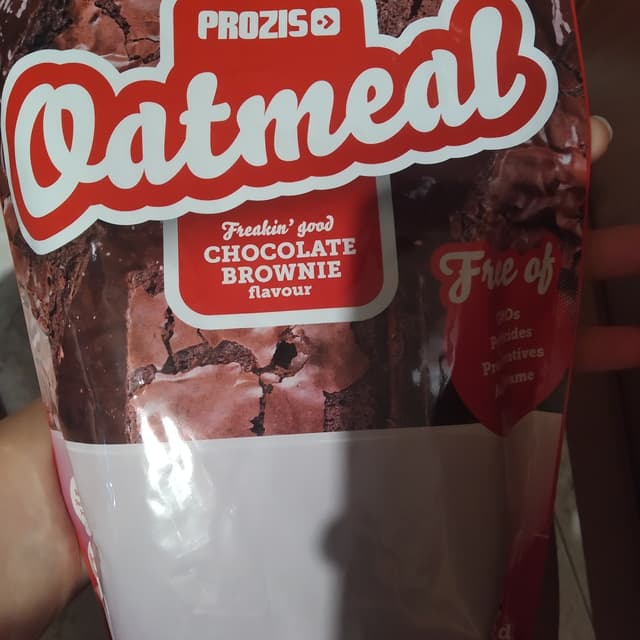 PROZIS
Oatmeal
Freakin' good
CHOCOLATE
BROWNIE
flavour
Free of